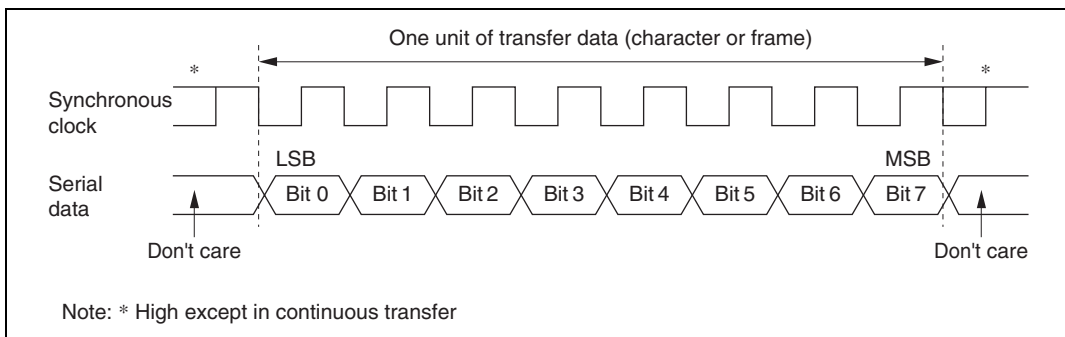 One unit of transfer data (character or frame)
* *
Synchronous
clock
LSB MSB
Serial
data
Bit 0 Bit 1 Bit 2 Bit 3 Bit 4 Bit 5 Bit 6 Bit 7
Don't care Don't care
Note: * High except in continuous transfer